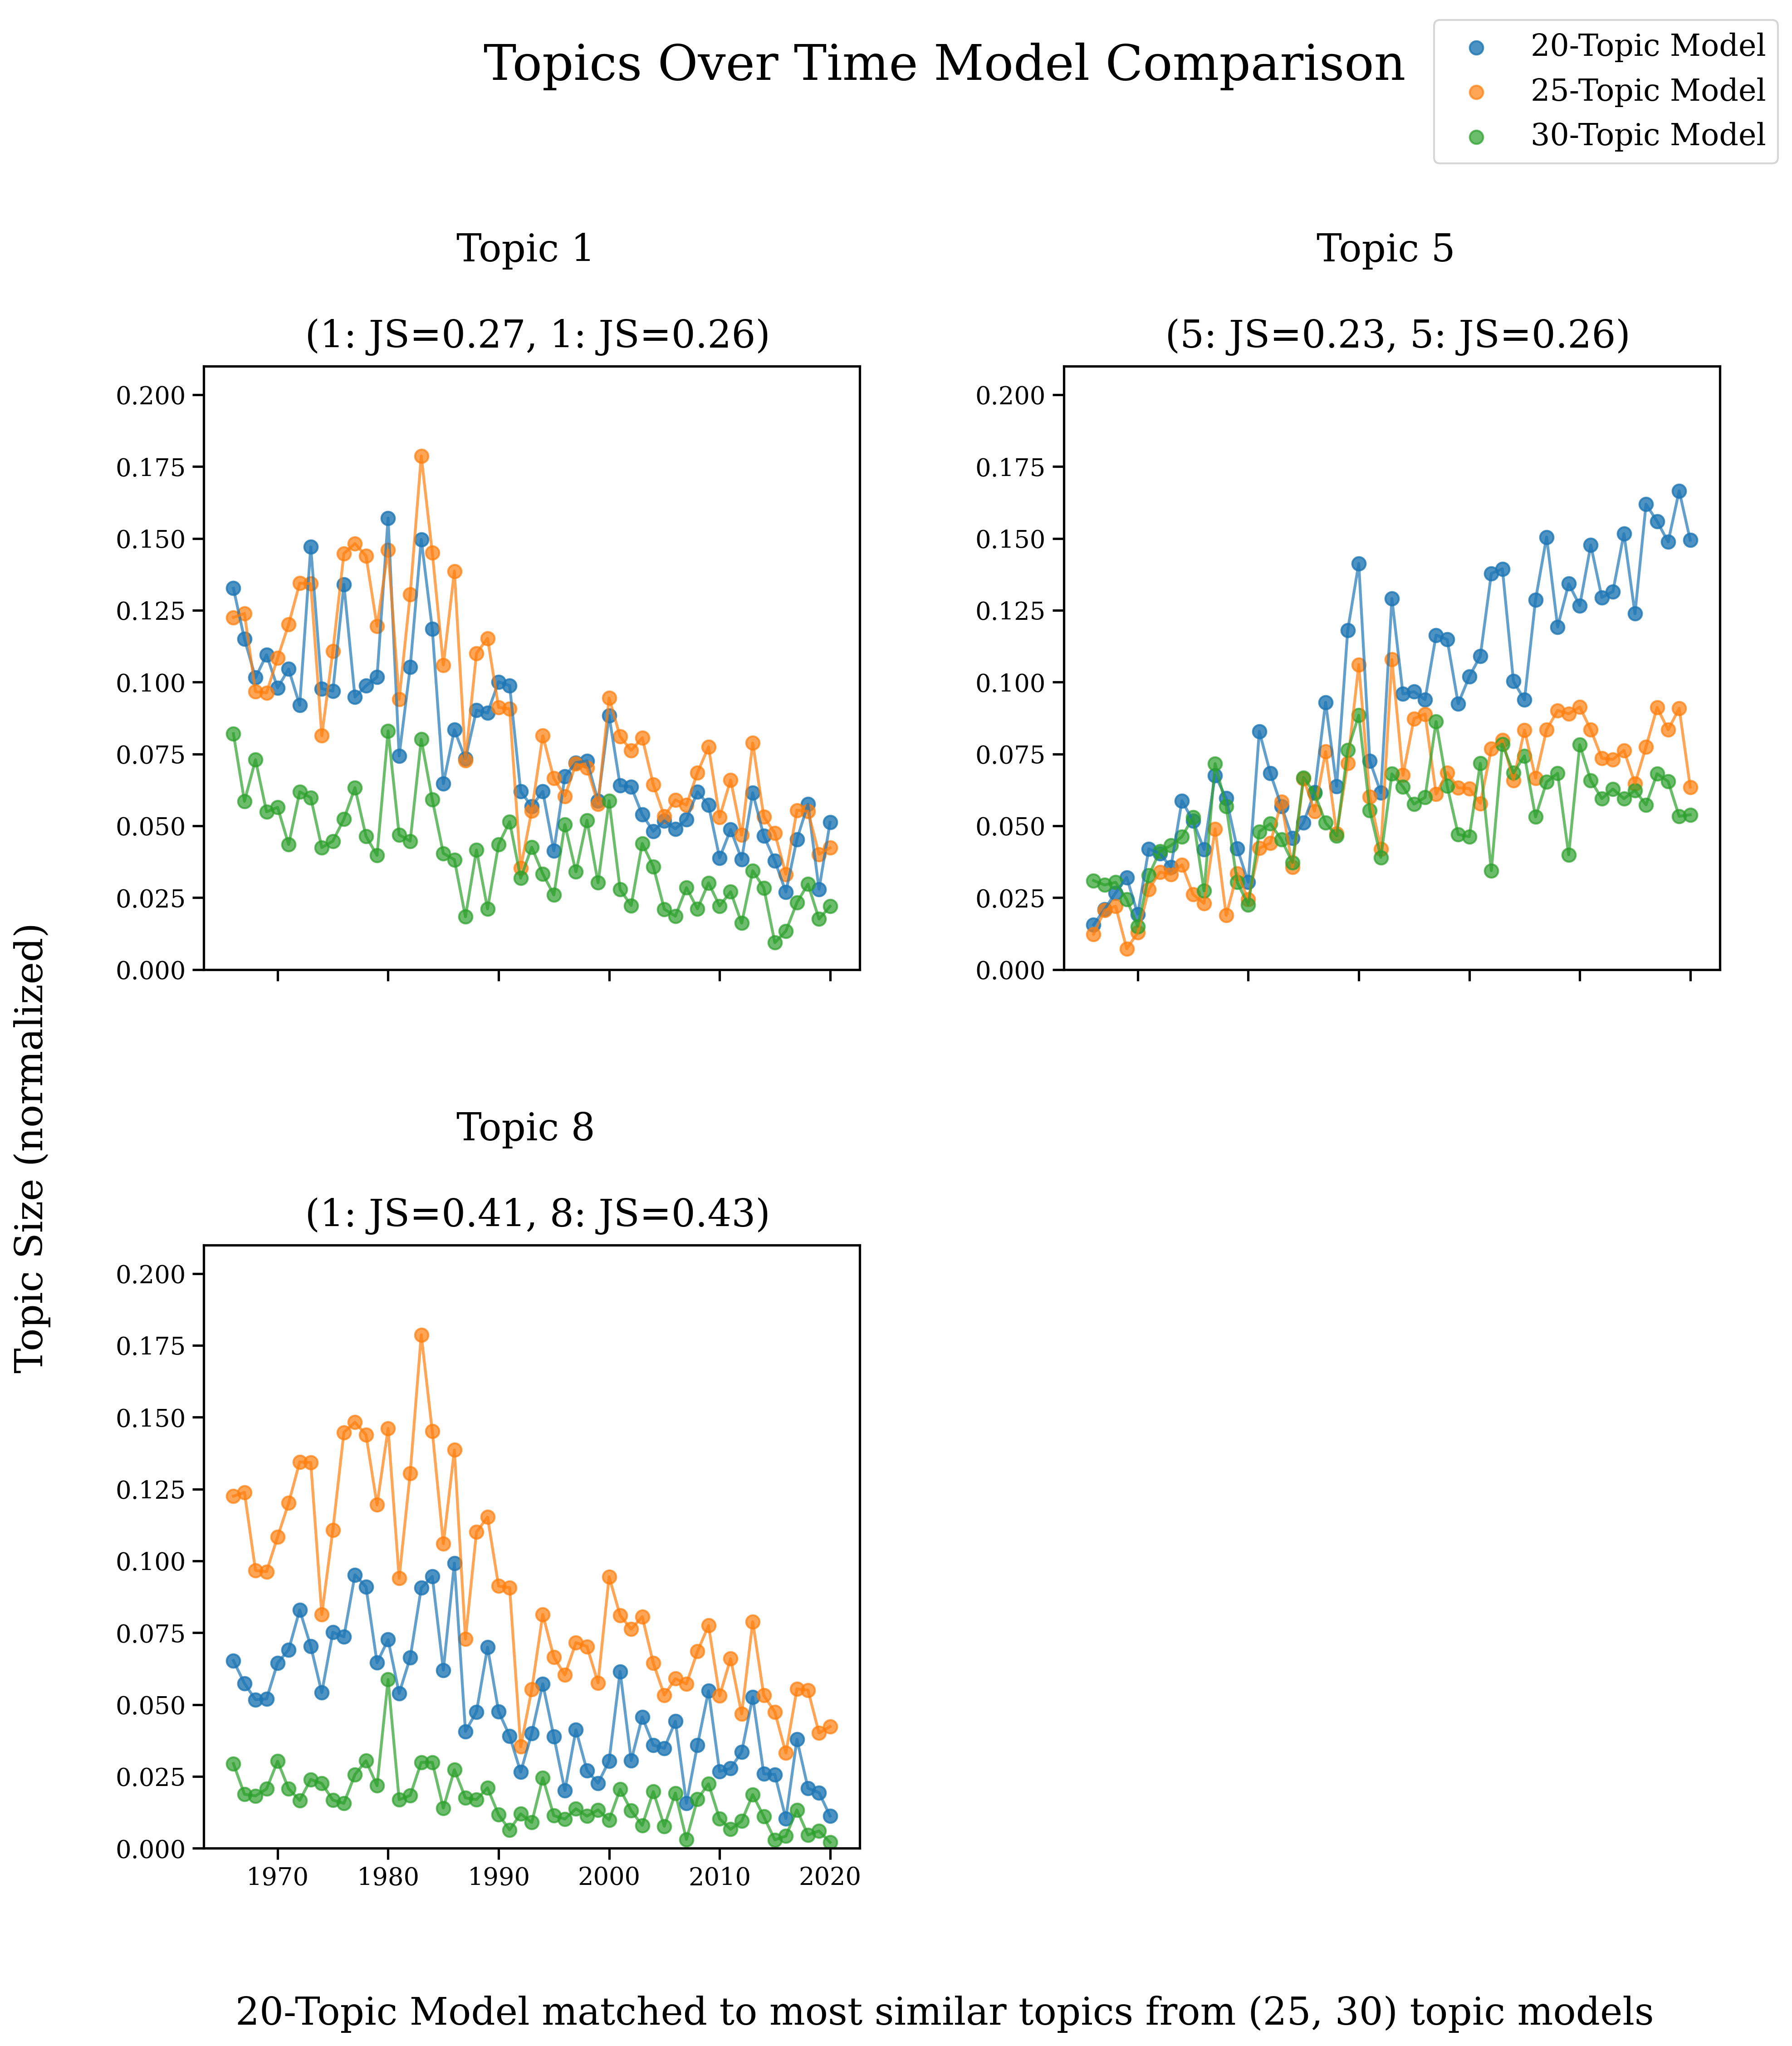 Topics Over Time Model Comparison
20-Topic Model
25-Topic Model
30-Topic Model
Topic 1
(1: JS=0.27, 1: JS=0.26)
0.200
0.175
0.150
0.125
0.100
0.075
0.050
0.025
0.000
Topic 5
(5: JS=0.23, 5: JS=0.26)
0.200
0.175
0.150
0.125
0.100
0.075
0.050
0.025
0.000
Topic Size (normalized)
Topic 8
(1: JS=0.41, 8: JS=0.43)
0.200
0.175
0.150
0.125
0.100
0.075
0.050
0.025
0.000
1970 1980 1990 2000 2010 2020
20-Topic Model matched to most similar topics from (25, 30) topic models